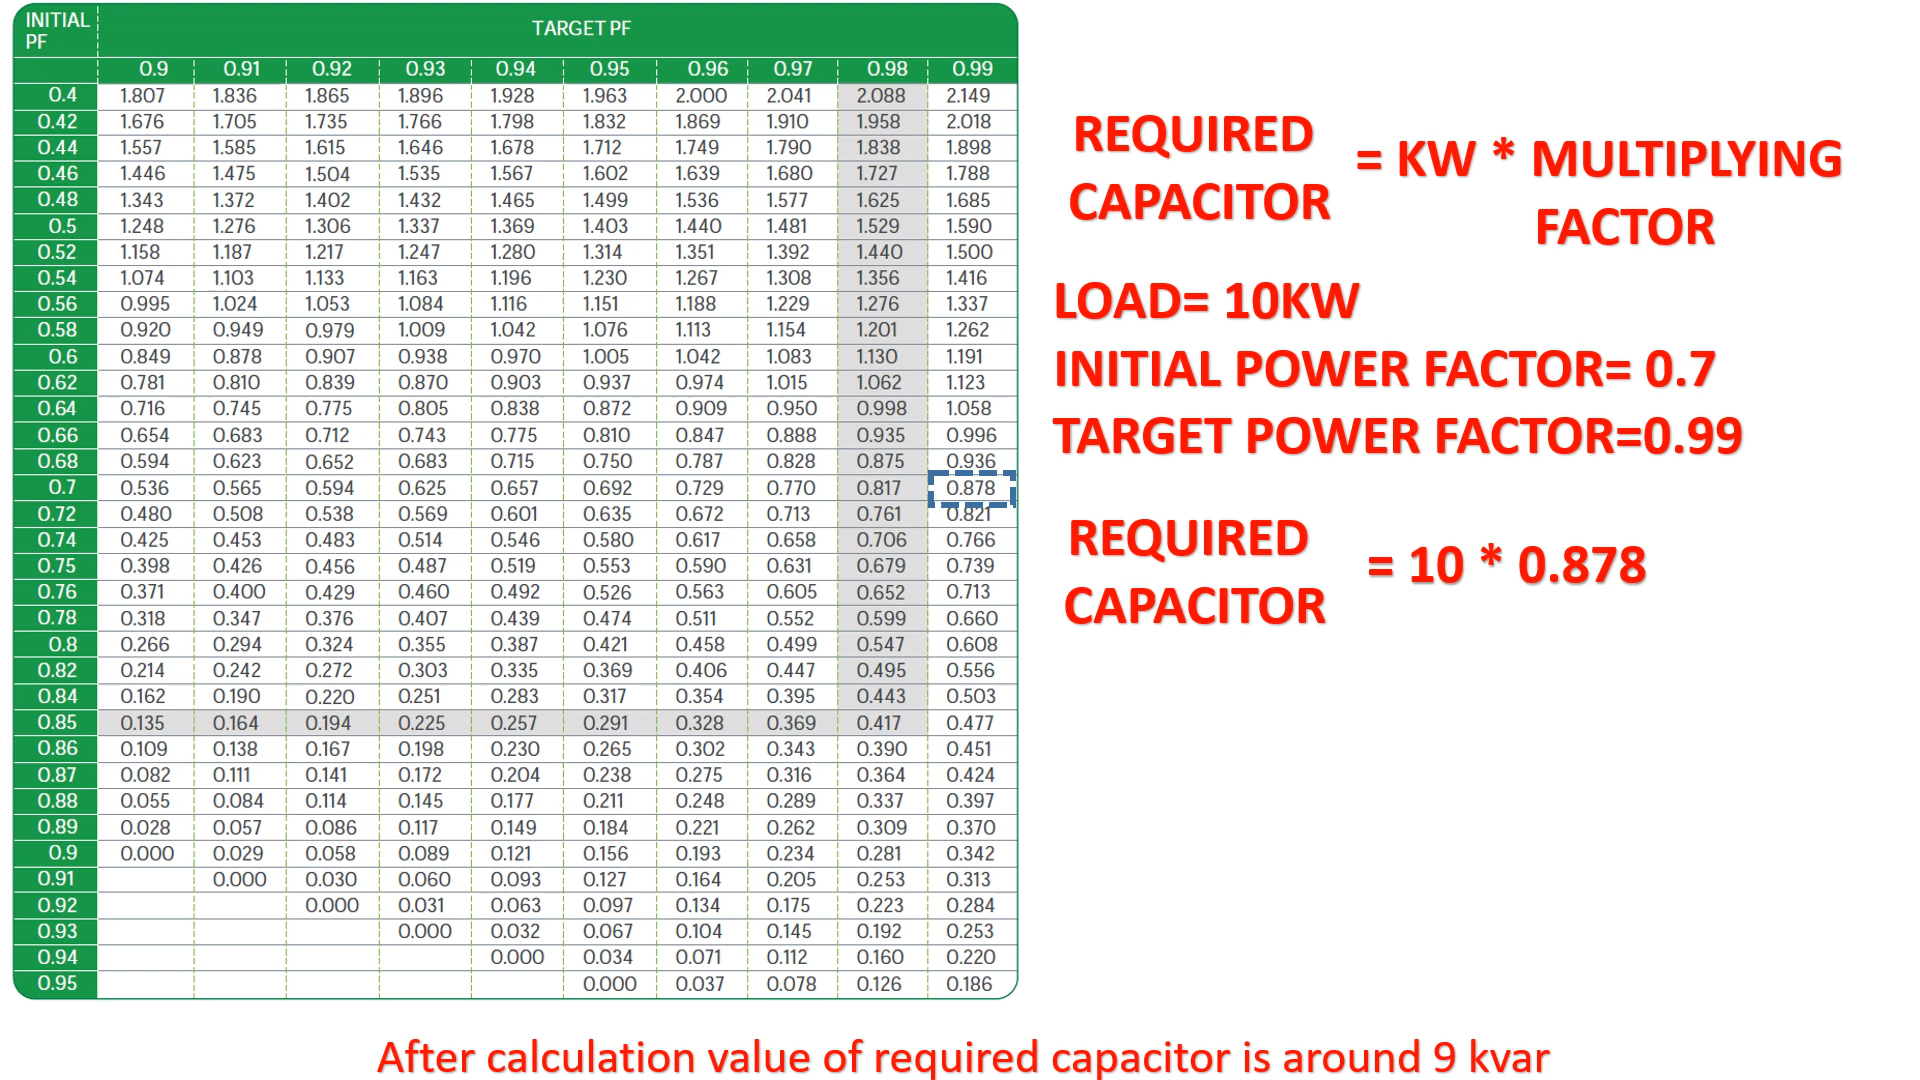 INITIAL PF TARGET PF
0.9 0.91 0.92 0.93 0.94 0.95 0.96 0.97 0.98 0.99
0.4 1.807 1.836 1.865 1.896 1.928 1.963 2.000 2.041 2.088 2.149
0.42 1.676 1.705 1.735 1.766 1.798 1.832 1.869 1.910 1.958 2.018
0.44 1.557 1.585 1.615 1.646 1.678 1.712 1.749 1.790 1.838 1.898
0.46 1.446 1.475 1.504 1.535 1.567 1.602 1.639 1.680 1.727 1.788
0.48 1.343 1.372 1.402 1.432 1.465 1.499 1.536 1.577 1.625 1.685
0.5 1.248 1.276 1.306 1.337 1.369 1.403 1.440 1.481 1.529 1.590
0.52 1.158 1.187 1.217 1.247 1.280 1.314 1.351 1.392 1.440 1.500
0.54 1.074 1.103 1.133 1.163 1.196 1.230 1.267 1.308 1.356 1.416
0.56 0.995 1.024 1.053 1.084 1.116 1.151 1.188 1.229 1.276 1.337
0.58 0.920 0.949 0.979 1.009 1.042 1.076 1.113 1.154 1.201 1.262
0.6 0.849 0.878 0.907 0.938 0.970 1.005 1.042 1.083 1.130 1.191
0.62 0.781 0.810 0.839 0.870 0.903 0.937 0.974 1.015 1.062 1.123
0.64 0.716 0.745 0.775 0.805 0.838 0.872 0.909 0.950 0.998 1.058
0.66 0.654 0.683 0.712 0.743 0.775 0.810 0.847 0.888 0.935 0.996
0.68 0.594 0.623 0.652 0.683 0.715 0.750 0.787 0.828 0.875 0.936
0.7 0.536 0.565 0.594 0.625 0.657 0.692 0.729 0.770 0.817 0.878
0.72 0.480 0.508 0.538 0.569 0.601 0.635 0.672 0.713 0.761 0.821
0.74 0.425 0.453 0.483 0.514 0.546 0.580 0.617 0.658 0.706 0.766
0.75 0.398 0.426 0.456 0.487 0.519 0.553 0.590 0.631 0.679 0.739
0.76 0.371 0.400 0.429 0.460 0.492 0.526 0.563 0.605 0.652 0.713
0.78 0.318 0.347 0.376 0.407 0.439 0.474 0.511 0.552 0.599 0.660
0.8 0.266 0.294 0.324 0.355 0.387 0.421 0.458 0.499 0.547 0.608
0.82 0.214 0.242 0.272 0.303 0.335 0.369 0.406 0.447 0.495 0.556
0.84 0.162 0.190 0.220 0.251 0.283 0.317 0.354 0.395 0.443 0.503
0.85 0.135 0.164 0.194 0.225 0.257 0.291 0.328 0.369 0.417 0.477
0.86 0.109 0.138 0.167 0.198 0.230 0.265 0.302 0.343 0.390 0.451
0.87 0.082 0.111 0.141 0.172 0.204 0.238 0.275 0.316 0.364 0.424
0.88 0.055 0.084 0.114 0.145 0.177 0.211 0.248 0.289 0.337 0.397
0.89 0.028 0.057 0.086 0.117 0.149 0.184 0.221 0.262 0.309 0.370
0.9 0.000 0.029 0.058 0.089 0.121 0.156 0.193 0.234 0.281 0.342
0.91 0.000 0.030 0.060 0.093 0.127 0.164 0.205 0.253 0.313
0.92 0.000 0.031 0.063 0.097 0.134 0.175 0.223 0.284
0.93 0.000 0.032 0.067 0.104 0.145 0.192 0.253
0.94 0.000 0.034 0.071 0.112 0.160 0.220
0.95 0.000 0.037 0.078 0.126 0.186
REQUIRED CAPACITOR = KW * MULTIPLYING FACTOR
LOAD= 10KW
INITIAL POWER FACTOR= 0.7
TARGET POWER FACTOR=0.99
REQUIRED CAPACITOR = 10 * 0.878
After calculation value of required capacitor is around 9 kvar